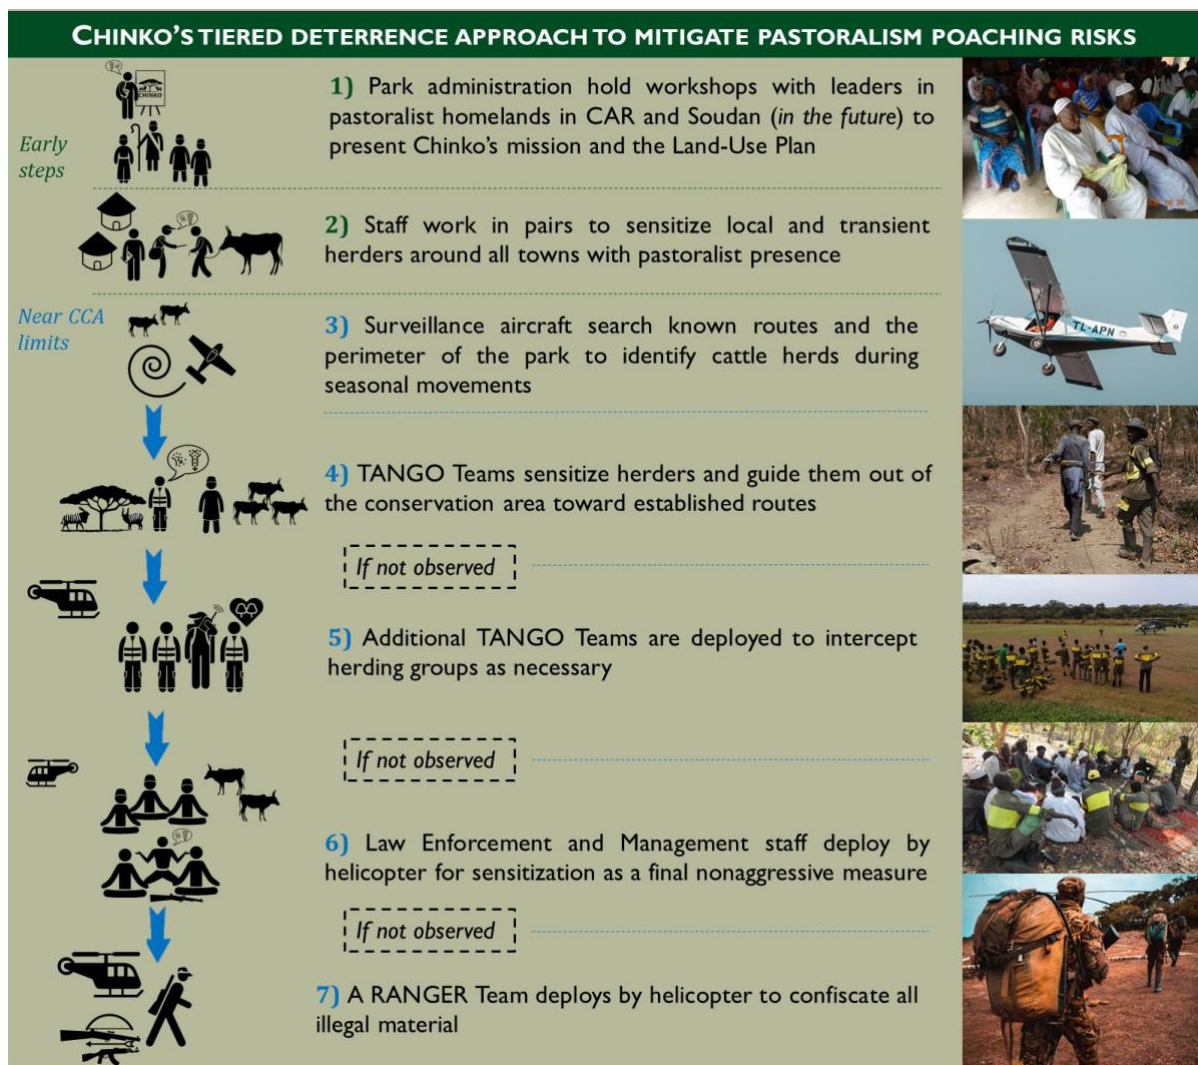 CHINKO'S TIERED DETERRENCE APPROACH TO MITIGATE PASTORALISM POACHING RISKS
Early
steps
CHINKO
1) Park administration hold workshops with leaders in
pastoralist homelands in CAR and Soudan (in the future) to
present Chinko's mission and the Land-Use Plan
2) Staff work in pairs to sensitize local and transient
herders around all towns with pastoralist presence
Near CCA
limits
3) Surveillance aircraft search known routes and the
perimeter of the park to identify cattle herds during
seasonal movements
TL-APN
4) TANGO Teams sensitize herders and guide them out of
the conservation area toward established routes
If not observed
5) Additional TANGO Teams are deployed to intercept
herding groups as necessary
If not observed
6) Law Enforcement and Management staff deploy by
helicopter for sensitization as a final nonaggressive measure
If not observed
7) A RANGER Team deploys by helicopter to confiscate all
illegal material